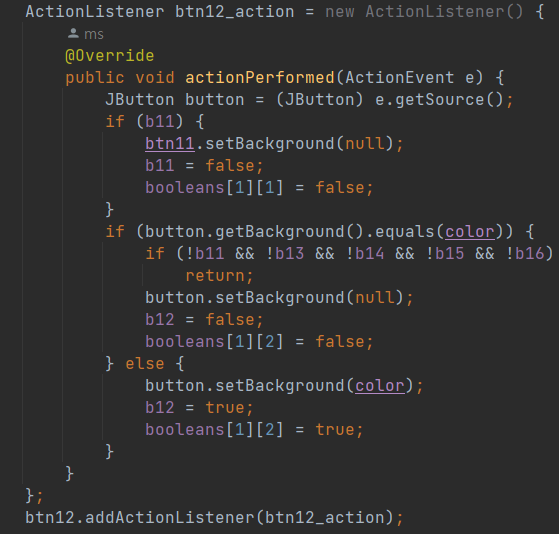 ActionListener btn12_action = new ActionListener() {
ms
@Override
public void actionPerformed(ActionEvent e) {
JButton button = (JButton) e.getSource();
if (b11) {
btn11.setBackground(null);
b11 = false;
booleans[1][1] = false;
}
if (button.getBackground().equals(color)) {
if (!b11 && !b13 && !b14 && !b15 && !b16)
return;
button.setBackground(null);
b12 = false;
booleans[1][2] = false;
} else {
button.setBackground(color);
b12 = true;
booleans[1][2] = true;
}
}
};
btn12.addActionListener(btn12_action);